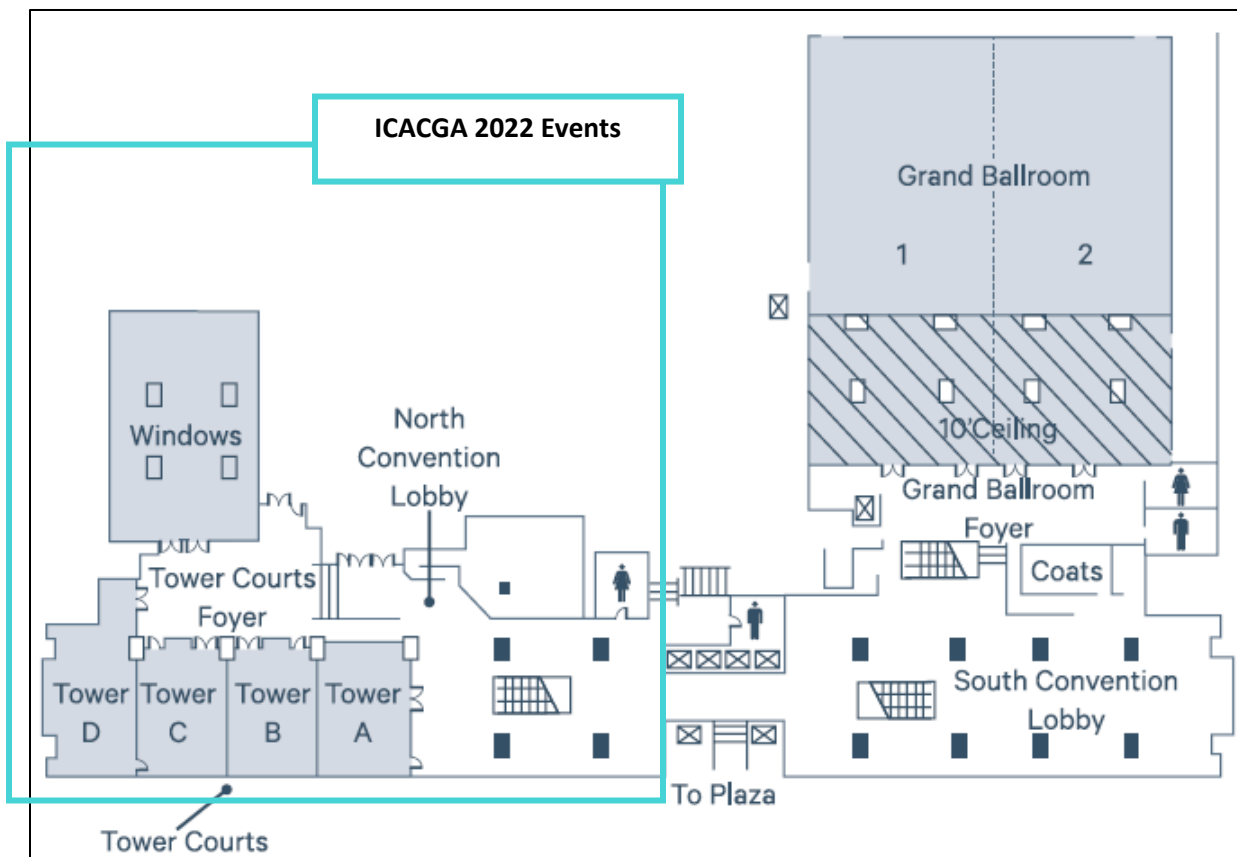 ICACGA 2022 Events
Grand Ballroom
1
2
10'Ceiling
Windows
North
Convention
Lobby
Grand Ballroom
Foyer
Coats
Tower Courts
Foyer
Tower
D
Tower
C
Tower
B
Tower
A
South Convention
Lobby
To Plaza
Tower Courts